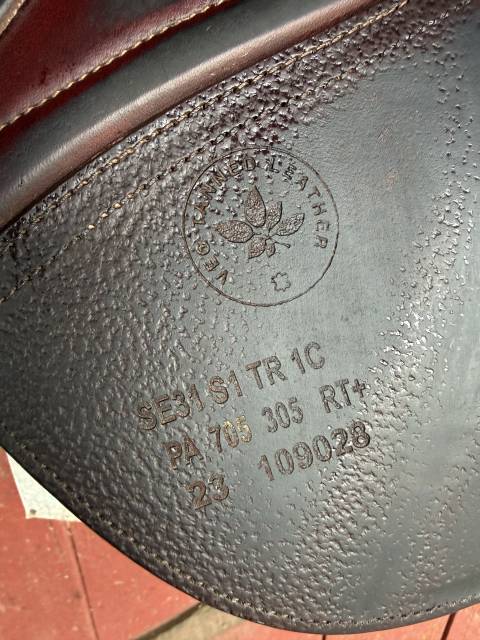 VEG TANNED LEATHER
SE31 S1 TR 1C
PA 705 305 RT+
23 109028